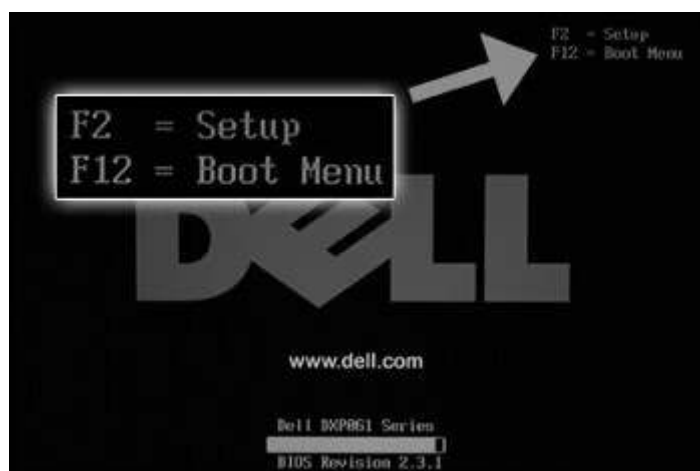 F2 = Setup
F12 = Boot Menu
F2 = Setup
F12 = Boot Menu
DELL
www.dell.com
Dell DXP061 Series
BIOS Revision 2.3.1